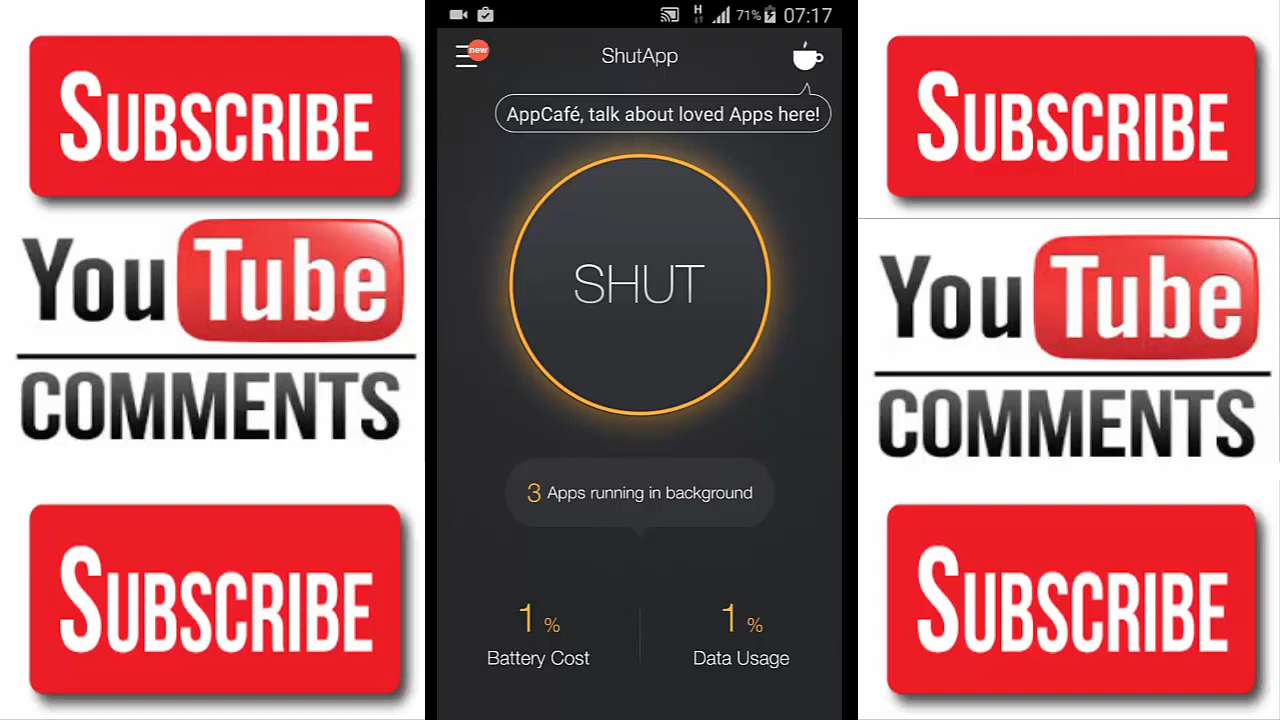 SUBSCRIBE
YouTube
COMMENTS
SUBSCRIBE
H 71% 07:17
new ShutApp
AppCafé, talk about loved Apps here!
SHUT
3 Apps running in background
1 % 1 %
Battery Cost Data Usage
SUBSCRIBE
YouTube
COMMENTS
SUBSCRIBE